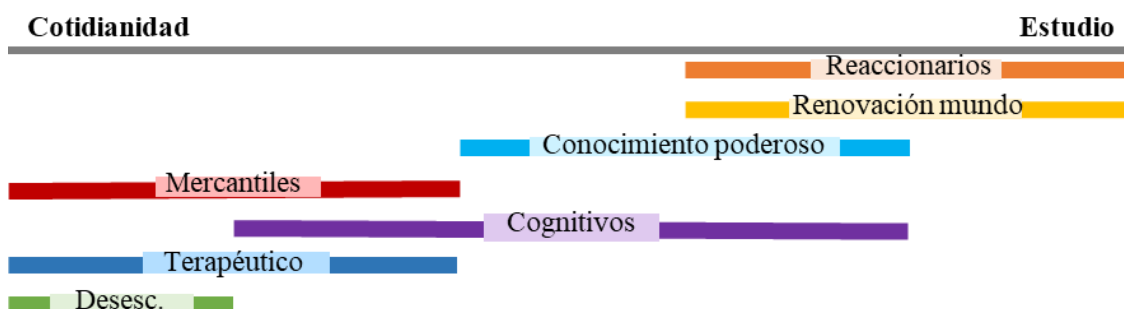 Cotidianidad Estudio
Reaccionarios
Renovación mundo
Conocimiento poderoso
Mercantiles
Cognitivos
Terapéutico
Desesc.